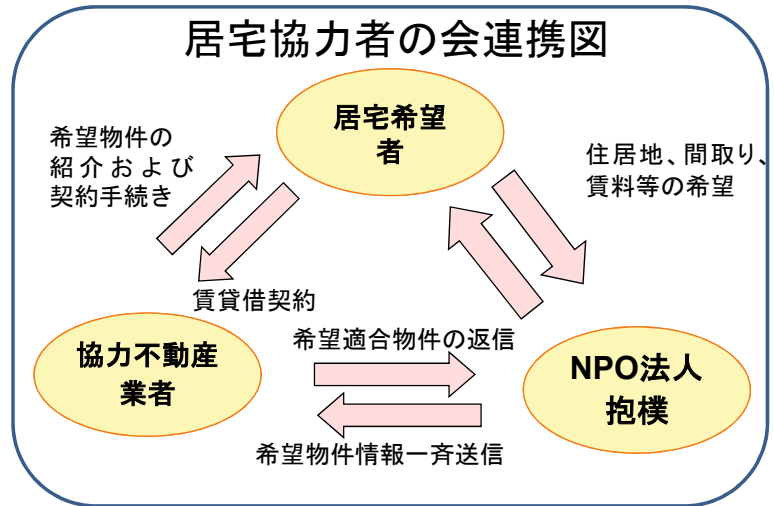 居宅協力者の会連携図
居宅希望
者
希望物件の
紹介および
契約手続き
住居地、間取り、
賃料等の希望
賃貸借契約
希望適合物件の返信
協力不動産
業者
NPO法人
抱樸
希望物件情報一斉送信